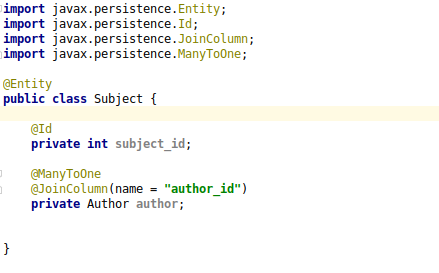 import javax.persistence.Entity;
import javax.persistence.Id;
import javax.persistence.JoinColumn;
import javax.persistence.ManyToOne;
@Entity
public class Subject {
@Id
private int subject_id;
@ManyToOne
@JoinColumn(name = "author_id")
private Author author;
}